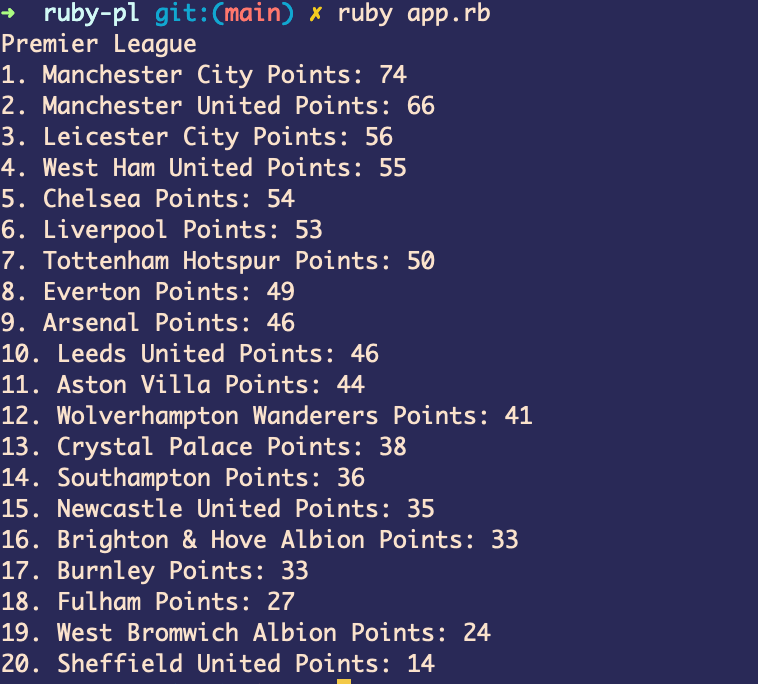 → ruby-pl git:(main) ✗ ruby app.rb
Premier League
1. Manchester City Points: 74
2. Manchester United Points: 66
3. Leicester City Points: 56
4. West Ham United Points: 55
5. Chelsea Points: 54
6. Liverpool Points: 53
7. Tottenham Hotspur Points: 50
8. Everton Points: 49
9. Arsenal Points: 46
10. Leeds United Points: 46
11. Aston Villa Points: 44
12. Wolverhampton Wanderers Points: 41
13. Crystal Palace Points: 38
14. Southampton Points: 36
15. Newcastle United Points: 35
16. Brighton & Hove Albion Points: 33
17. Burnley Points: 33
18. Fulham Points: 27
19. West Bromwich Albion Points: 24
20. Sheffield United Points: 14